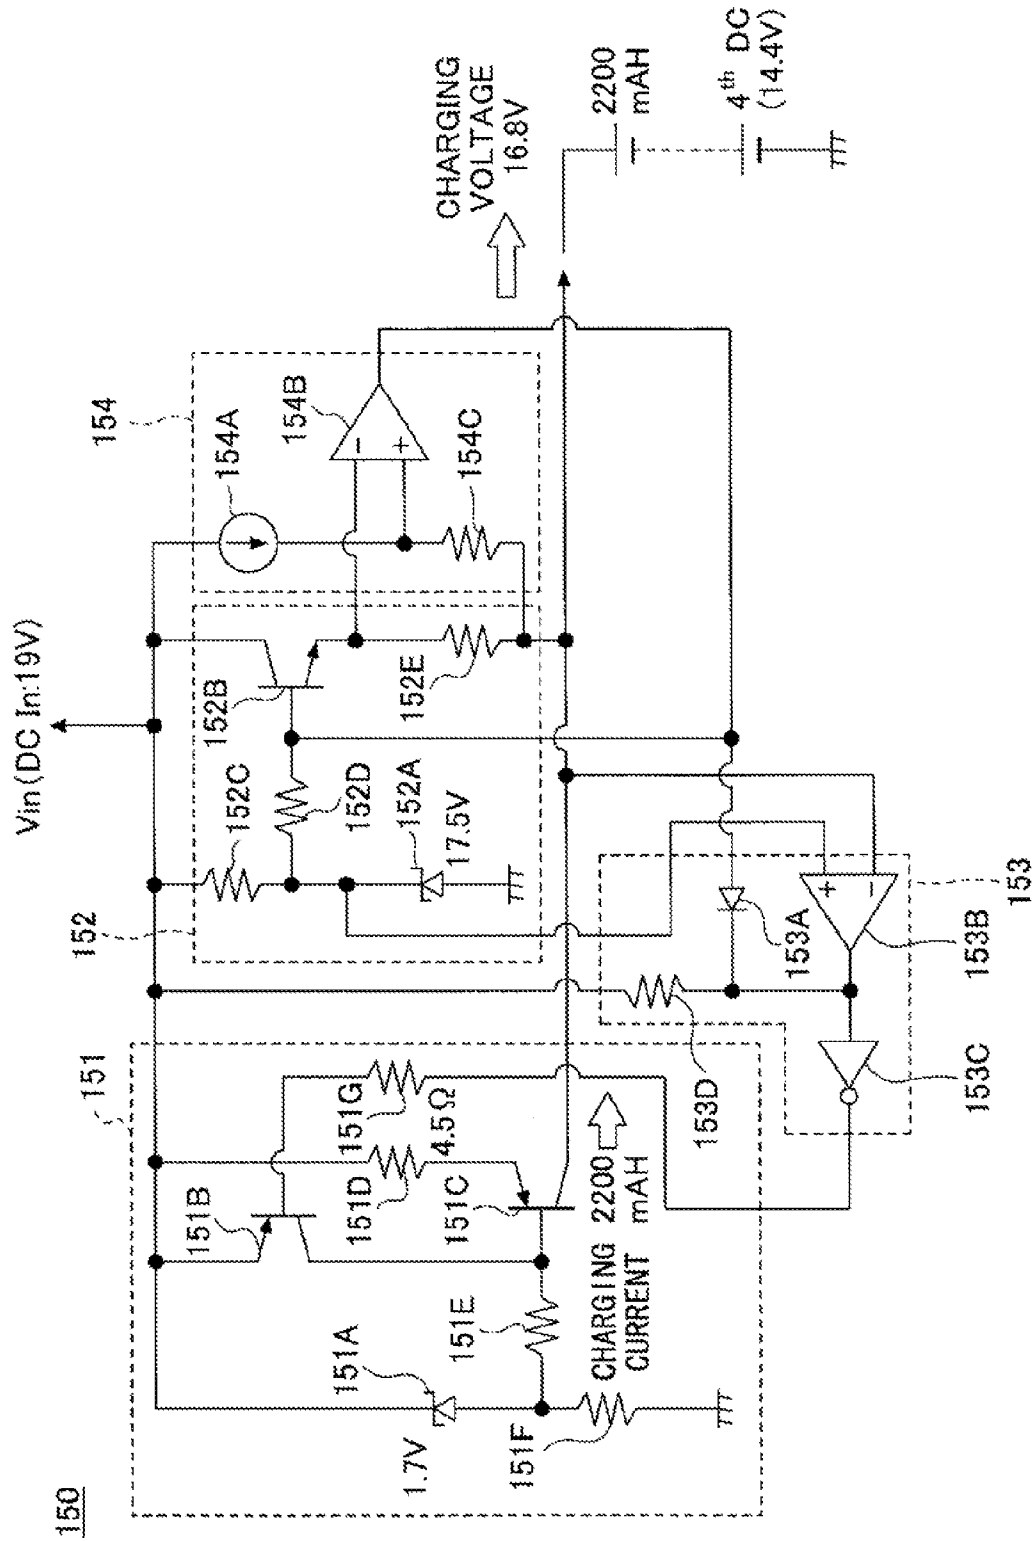 150
151
151A
1.7V
151B
151C
151D
4.5Ω
151E
151F
151G
CHARGING 2200
CURRENT mAH
152
152A
17.5V
152B
152C
152D
152E
Vin(DC In:19V)
153
153A
153B
153C
153D
+
−
154
154A
154B
154C
−
+
CHARGING
VOLTAGE
16.8V
2200
mAH
4th DC
(14.4V)